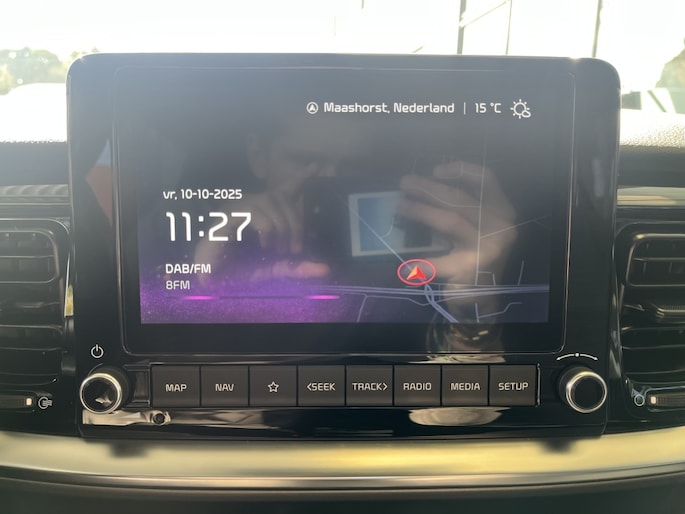 Maashorst, Nederland | 15 °C
vr, 10-10-2025
11:27
DAB/FM
8FM
MAP NAV <SEEK TRACK> RADIO MEDIA SETUP